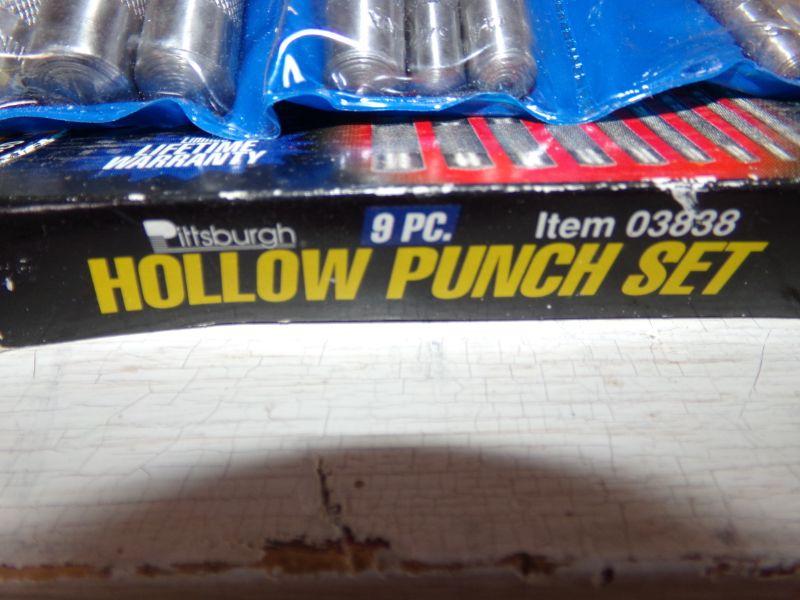 LIFETIME
WARRANTY
Pittsburgh 9 PC. Item 03838
HOLLOW PUNCH SET